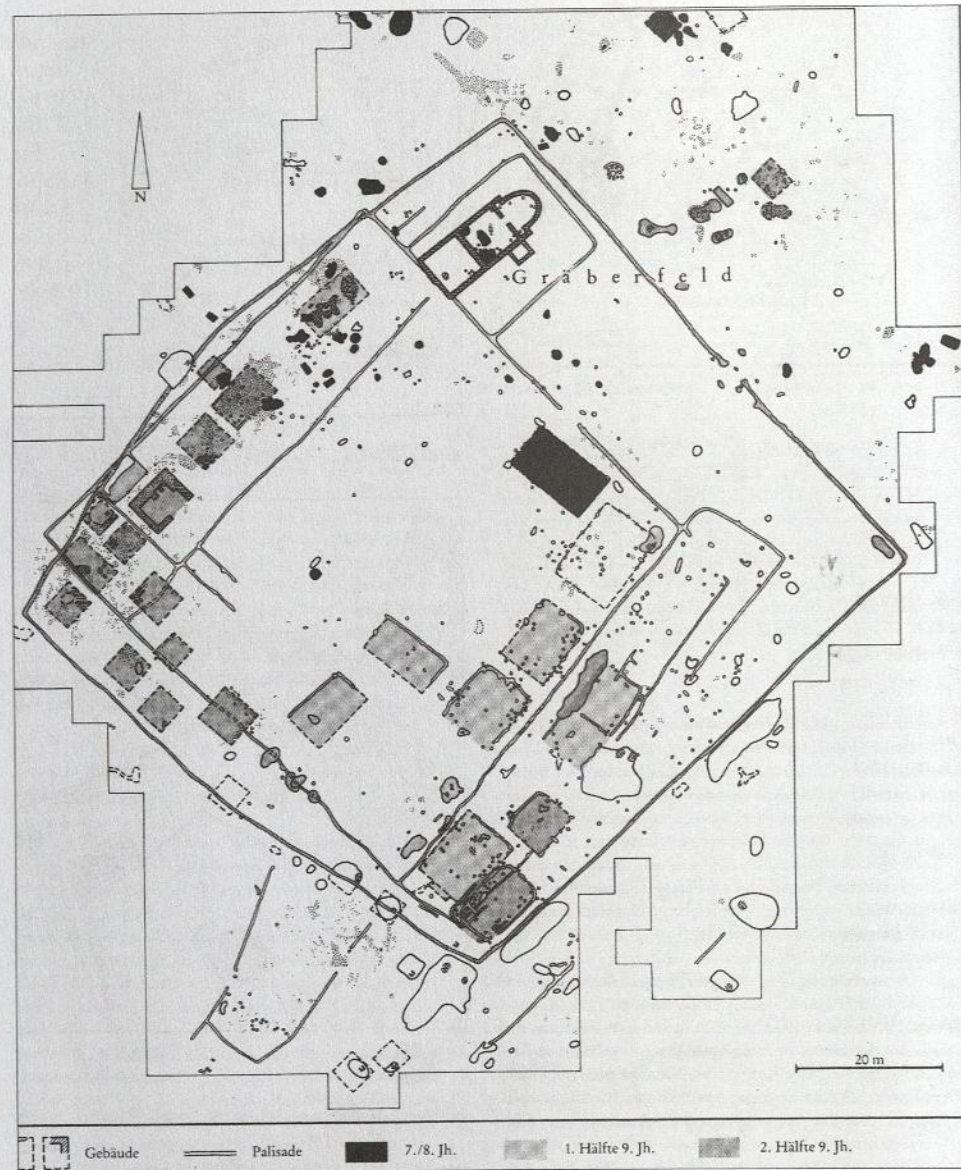 N
Gräberfeld
20 m
Gebäude Palisade 7./8. Jh. 1. Hälfte 9. Jh. 2. Hälfte 9. Jh.